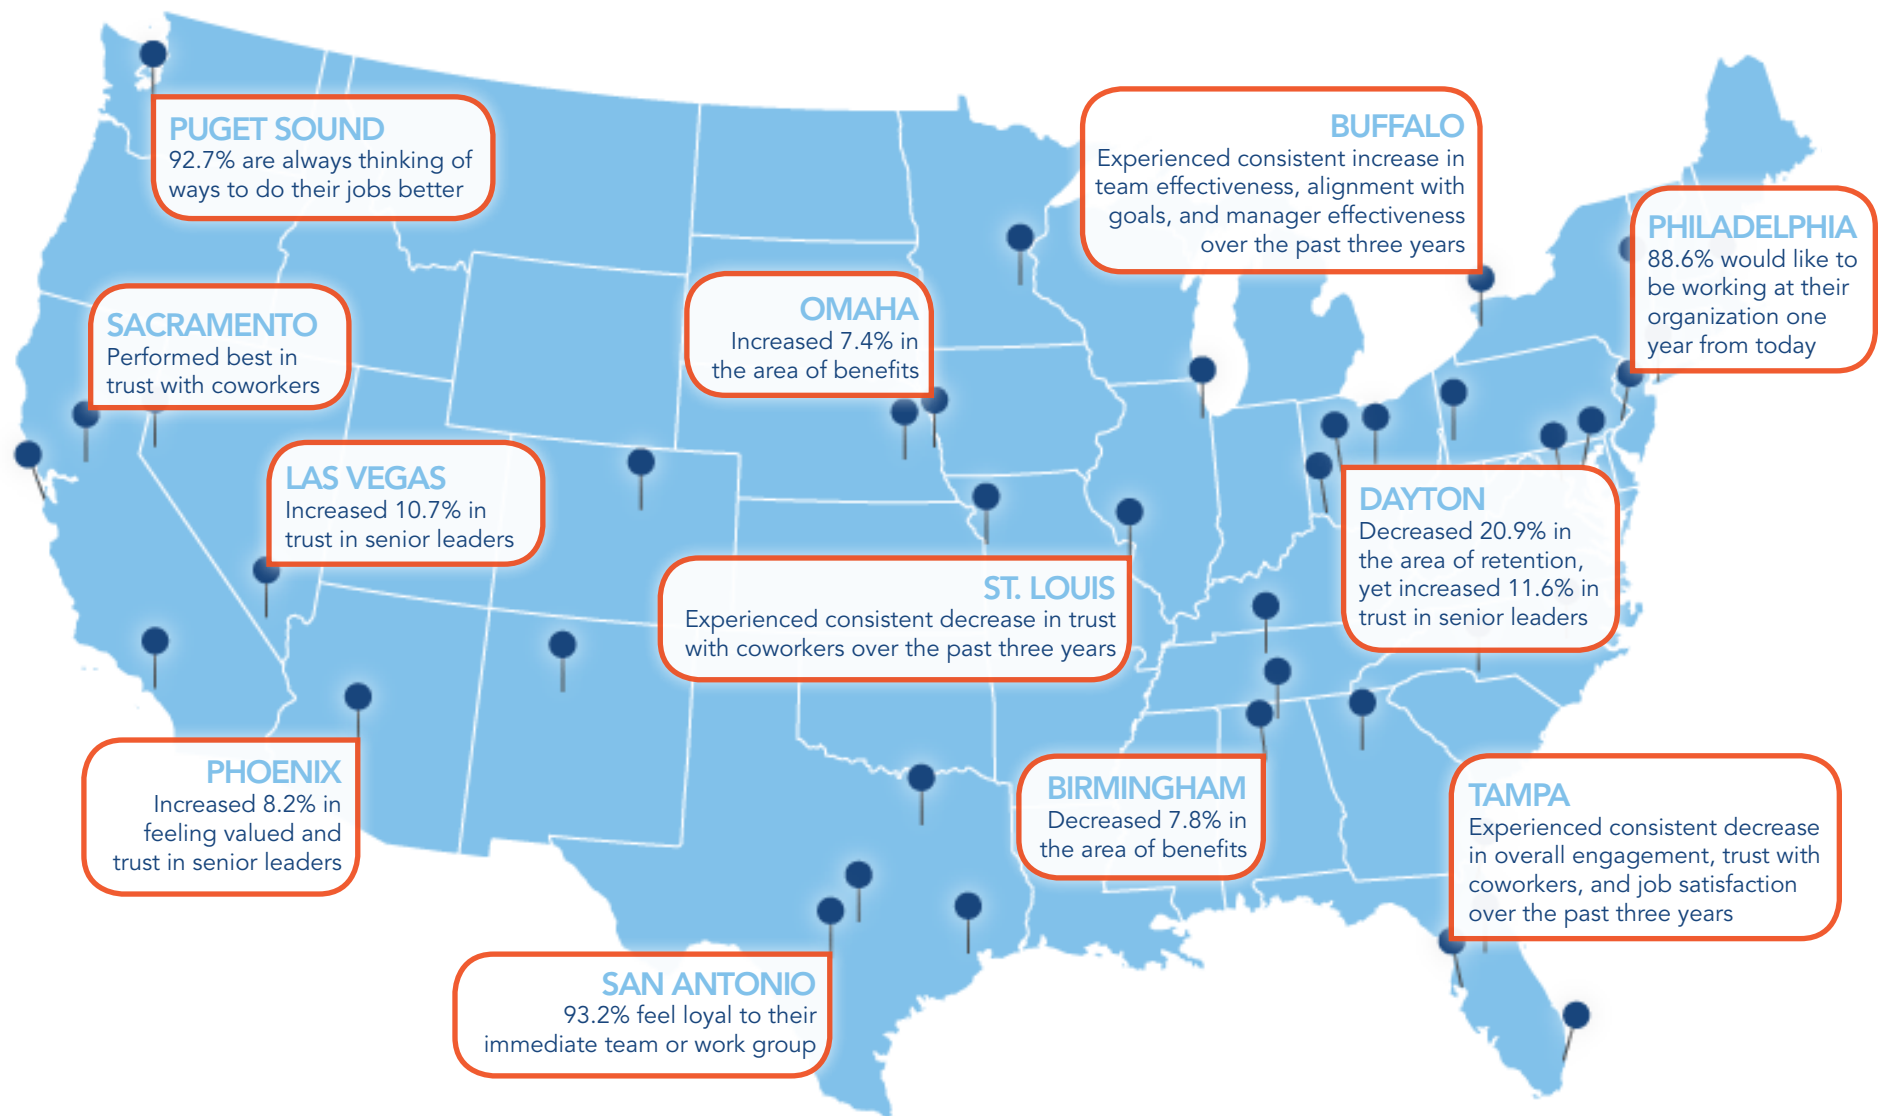 PUGET SOUND
92.7% are always thinking of
ways to do their jobs better
BUFFALO
Experienced consistent increase in
team effectiveness, alignment with
goals, and manager effectiveness
over the past three years
PHILADELPHIA
88.6% would like to
be working at their
organization one
year from today
SACRAMENTO
Performed best in
trust with coworkers
OMAHA
Increased 7.4% in
the area of benefits
LAS VEGAS
Increased 10.7% in
trust in senior leaders
DAYTON
Decreased 20.9% in
the area of retention,
yet increased 11.6% in
trust in senior leaders
ST. LOUIS
Experienced consistent decrease in trust
with coworkers over the past three years
PHOENIX
Increased 8.2% in
feeling valued and
trust in senior leaders
BIRMINGHAM
Decreased 7.8% in
the area of benefits
TAMPA
Experienced consistent decrease
in overall engagement, trust with
coworkers, and job satisfaction
over the past three years
SAN ANTONIO
93.2% feel loyal to their
immediate team or work group